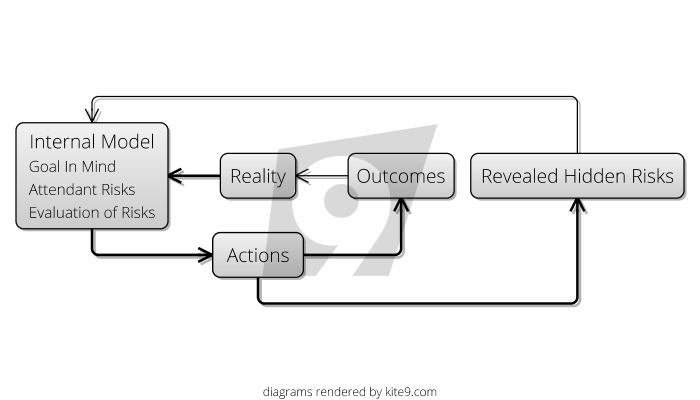 Internal Model
Goal In Mind
Attendant Risks
Evaluation of Risks
Reality
Outcomes
Revealed Hidden Risks
Actions
diagrams rendered by kite9.com